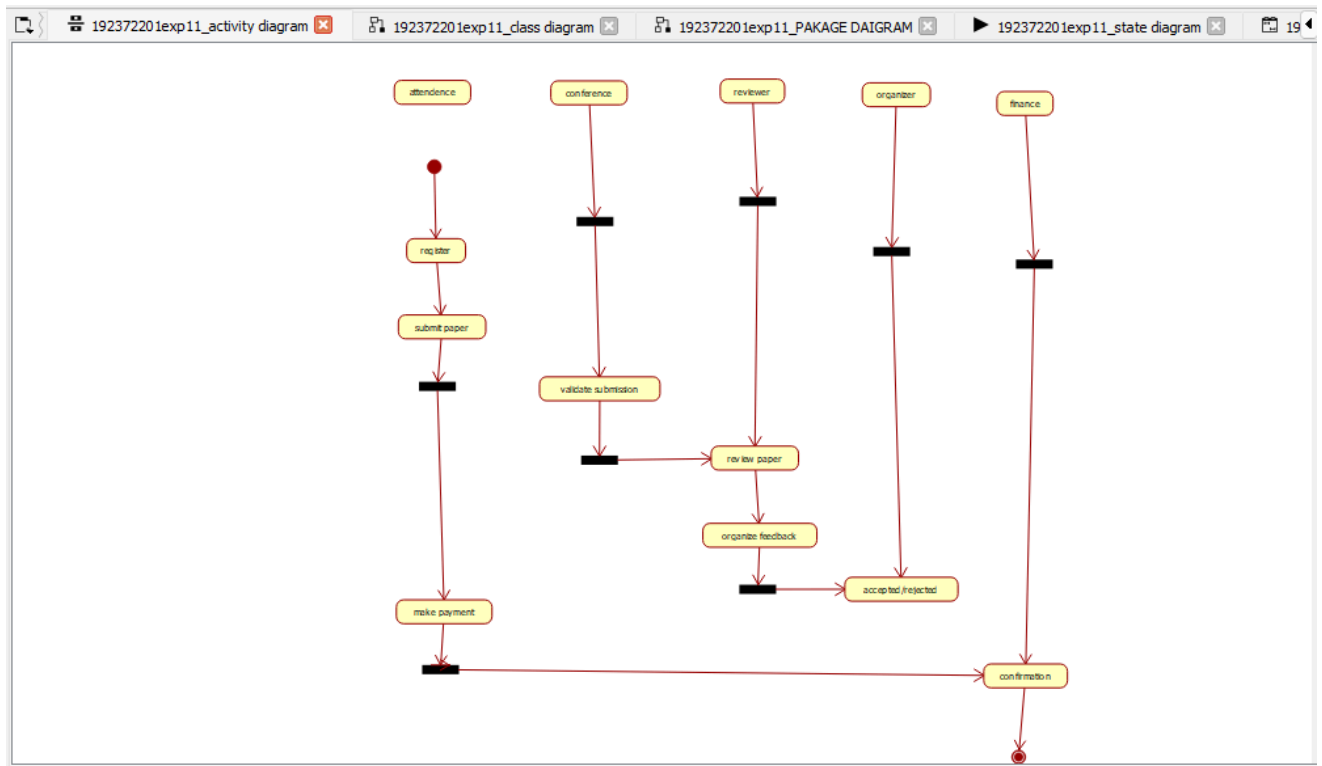 192372201exp11_activity diagram
192372201exp11_class diagram
192372201exp11_PAKAGE DAIGRAM
192372201exp11_state diagram
19
attendence
conference
reviewer
organizer
finance
register
submit paper
validate submission
review paper
organize feedback
accepted/rejected
make payment
confirmation